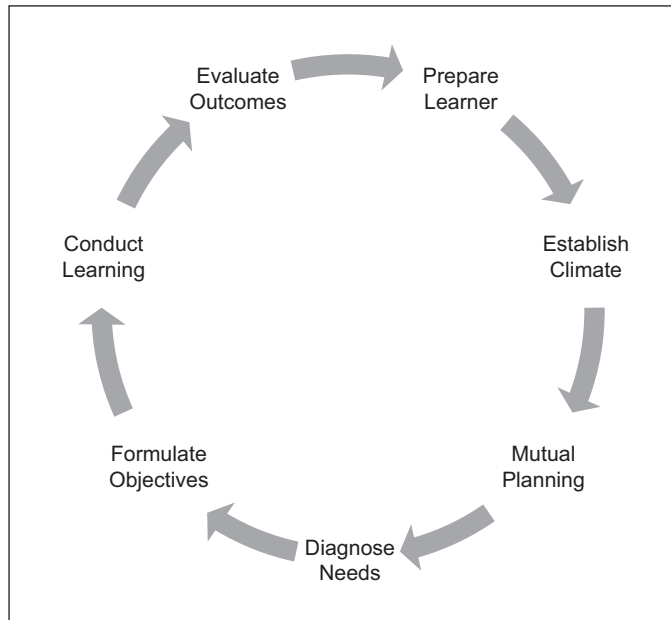 Evaluate
Outcomes
Prepare
Learner
Establish
Climate
Mutual
Planning
Diagnose
Needs
Formulate
Objectives
Conduct
Learning